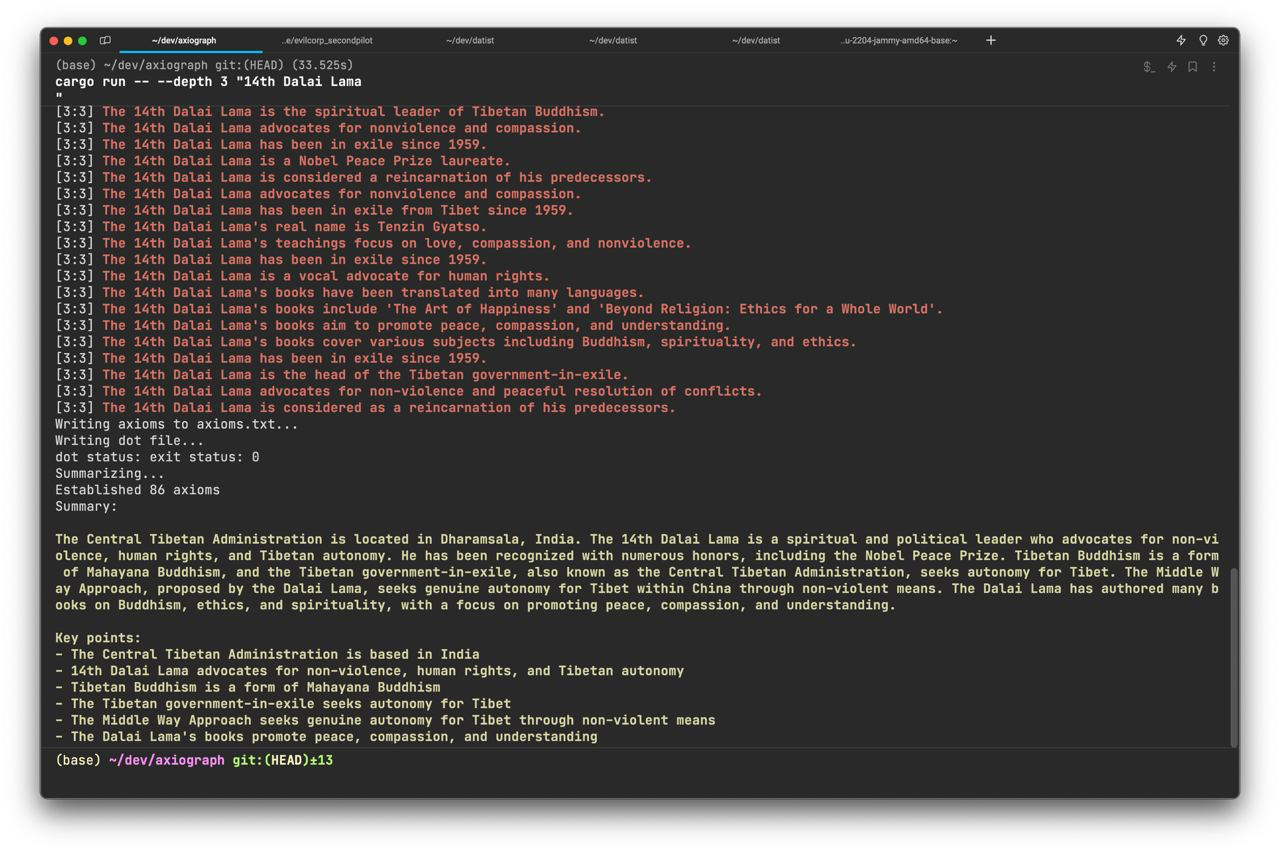 ~/dev/axiograph
..e/evilcorp_secondpilot
~/dev/datist
~/dev/datist
~/dev/datist
..u-2204-jammy-amd64-base:~
(base) ~/dev/axiograph git:(HEAD) (33.525s)
cargo run -- --depth 3 "14th Dalai Lama
"
[3:3] The 14th Dalai Lama is the spiritual leader of Tibetan Buddhism.
[3:3] The 14th Dalai Lama advocates for nonviolence and compassion.
[3:3] The 14th Dalai Lama has been in exile since 1959.
[3:3] The 14th Dalai Lama is a Nobel Peace Prize laureate.
[3:3] The 14th Dalai Lama is considered a reincarnation of his predecessors.
[3:3] The 14th Dalai Lama advocates for nonviolence and compassion.
[3:3] The 14th Dalai Lama has been in exile from Tibet since 1959.
[3:3] The 14th Dalai Lama's real name is Tenzin Gyatso.
[3:3] The 14th Dalai Lama's teachings focus on love, compassion, and nonviolence.
[3:3] The 14th Dalai Lama has been in exile since 1959.
[3:3] The 14th Dalai Lama is a vocal advocate for human rights.
[3:3] The 14th Dalai Lama's books have been translated into many languages.
[3:3] The 14th Dalai Lama's books include 'The Art of Happiness' and 'Beyond Religion: Ethics for a Whole World'.
[3:3] The 14th Dalai Lama's books aim to promote peace, compassion, and understanding.
[3:3] The 14th Dalai Lama's books cover various subjects including Buddhism, spirituality, and ethics.
[3:3] The 14th Dalai Lama has been in exile since 1959.
[3:3] The 14th Dalai Lama is the head of the Tibetan government-in-exile.
[3:3] The 14th Dalai Lama advocates for non-violence and peaceful resolution of conflicts.
[3:3] The 14th Dalai Lama is considered as a reincarnation of his predecessors.
Writing axioms to axioms.txt...
Writing dot file...
dot status: exit status: 0
Summarizing...
Established 86 axioms
Summary:
The Central Tibetan Administration is located in Dharamsala, India. The 14th Dalai Lama is a spiritual and political leader who advocates for non-vi
olence, human rights, and Tibetan autonomy. He has been recognized with numerous honors, including the Nobel Peace Prize. Tibetan Buddhism is a form
of Mahayana Buddhism, and the Tibetan government-in-exile, also known as the Central Tibetan Administration, seeks autonomy for Tibet. The Middle W
ay Approach, proposed by the Dalai Lama, seeks genuine autonomy for Tibet within China through non-violent means. The Dalai Lama has authored many b
ooks on Buddhism, ethics, and spirituality, with a focus on promoting peace, compassion, and understanding.
Key points:
- The Central Tibetan Administration is based in India
- 14th Dalai Lama advocates for non-violence, human rights, and Tibetan autonomy
- Tibetan Buddhism is a form of Mahayana Buddhism
- The Tibetan government-in-exile seeks autonomy for Tibet
- The Middle Way Approach seeks genuine autonomy for Tibet through non-violent means
- The Dalai Lama's books promote peace, compassion, and understanding
(base) ~/dev/axiograph git:(HEAD)±13